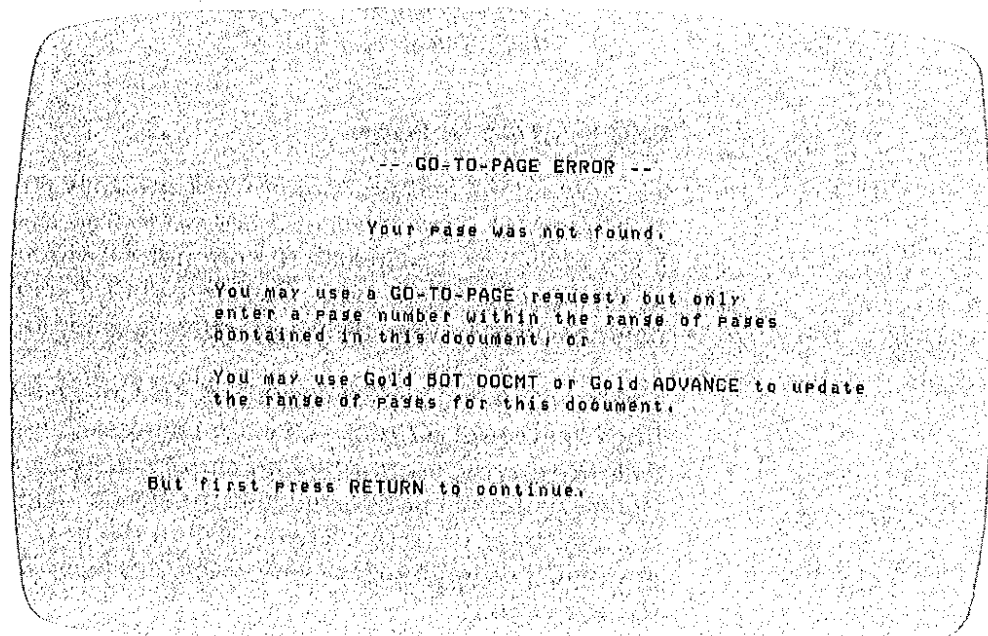 -- GO-TO-PAGE ERROR --
Your page was not found.
You may use a GO-TO-PAGE request, but only
enter a page number within the range of pages
contained in this document, or
You may use Gold BOT DOCMT or Gold ADVANCE to update
the range of pages for this document.
But first press RETURN to continue.